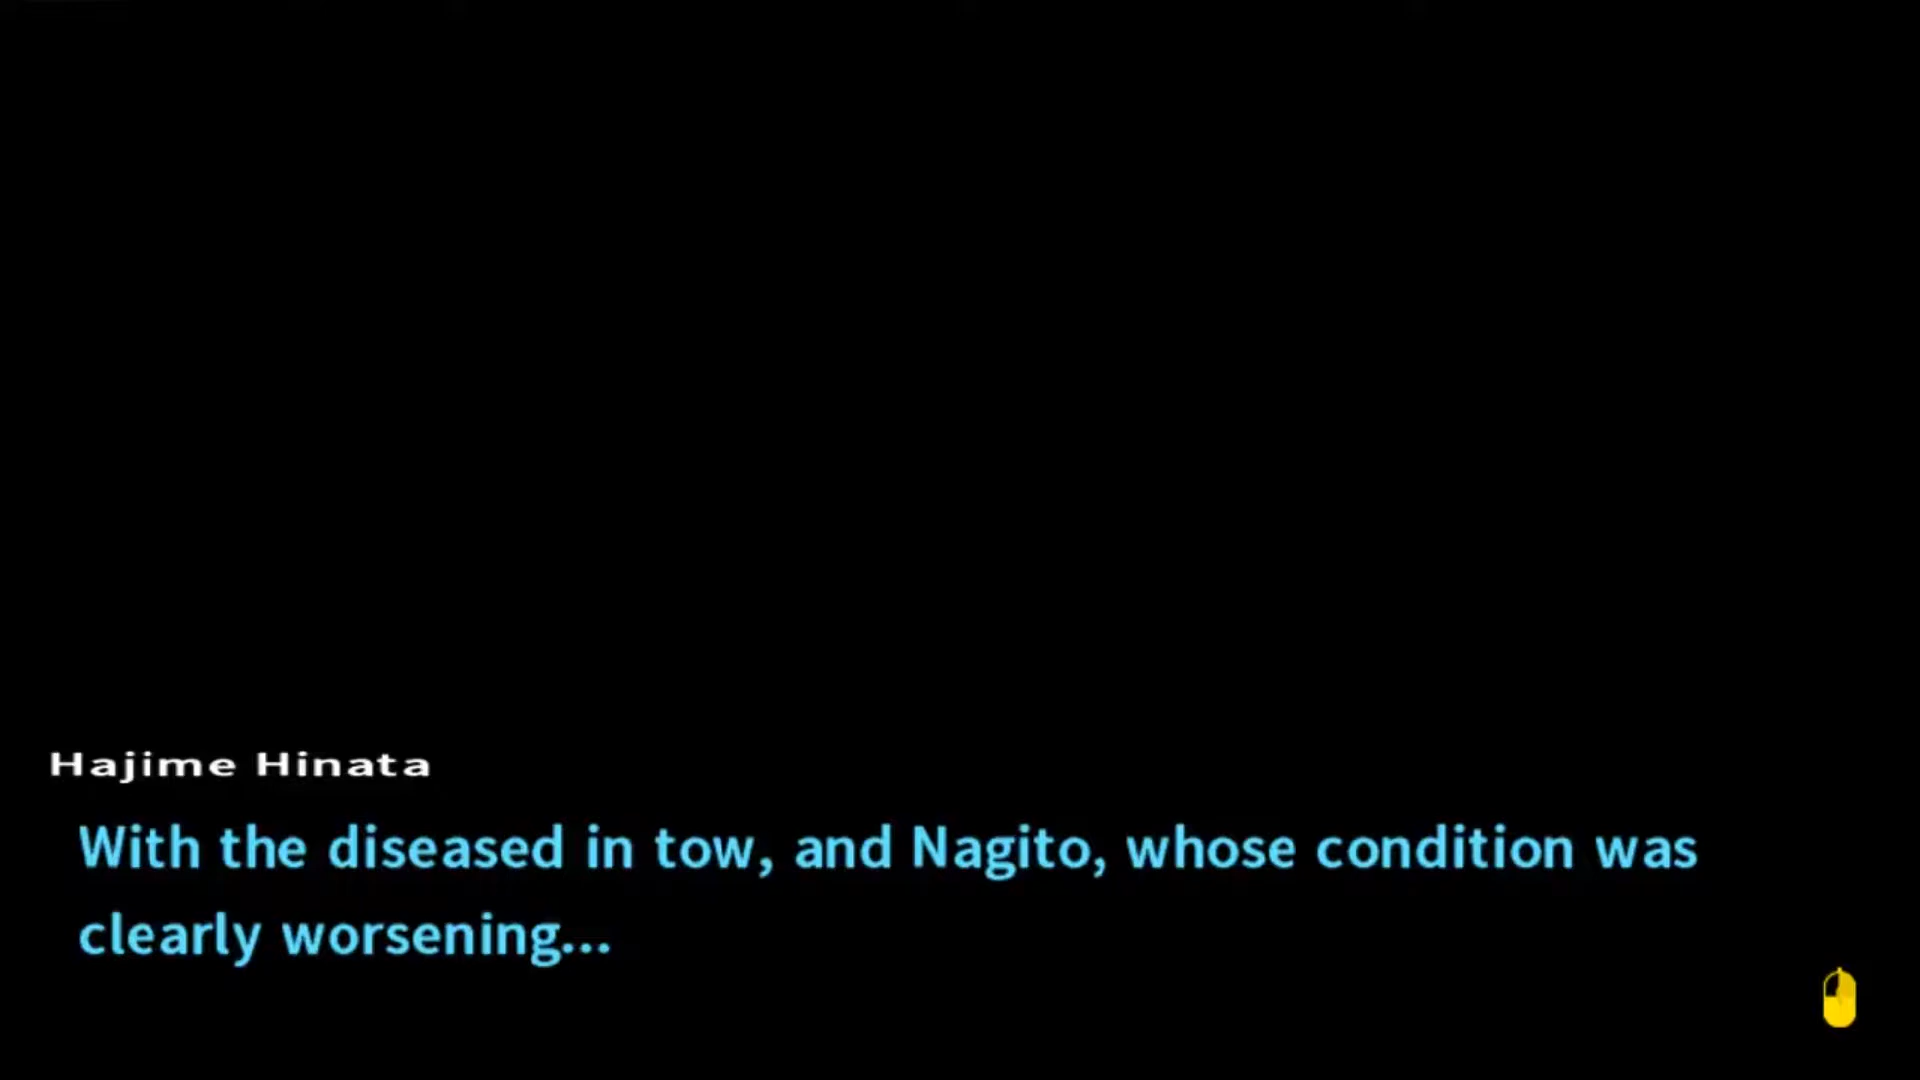 Hajime Hinata
With the diseased in tow, and Nagito, whose condition was
clearly worsening...